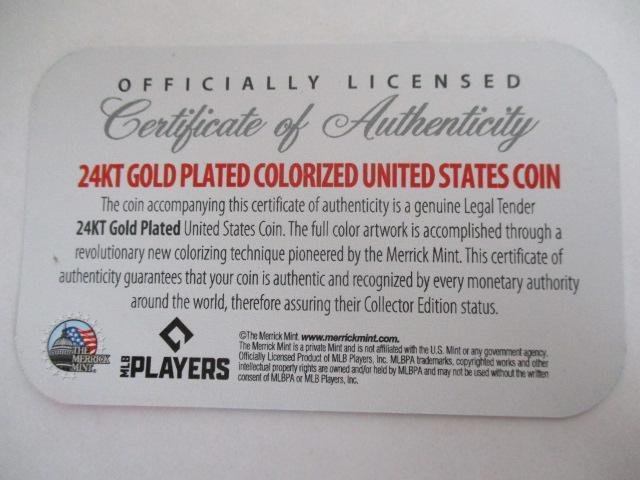 OFFICIALLY LICENSED
Certificate of Authenticity
24KT GOLD PLATED COLORIZED UNITED STATES COIN
The coin accompanying this certificate of authenticity is a genuine Legal Tender
24KT Gold Plated United States Coin. The full color artwork is accomplished through a
revolutionary new colorizing technique pioneered by the Merrick Mint. This certificate of
authenticity guarantees that your coin is authentic and recognized by every monetary authority
around the world, therefore assuring their Collector Edition status.
THE
MERRICK
MINT
MLB PLAYERS
©The Merrick Mint. www.merrickmint.com.
The Merrick Mint is a private Mint and is not affiliated with the U.S. Mint or any government agency.
Officially Licensed Product of MLB Players, Inc. MLBPA trademarks, copyrighted works and other
intellectual property rights are owned and/or held by MLBPA and may not be used without the written
consent of MLBPA or MLB Players, Inc.